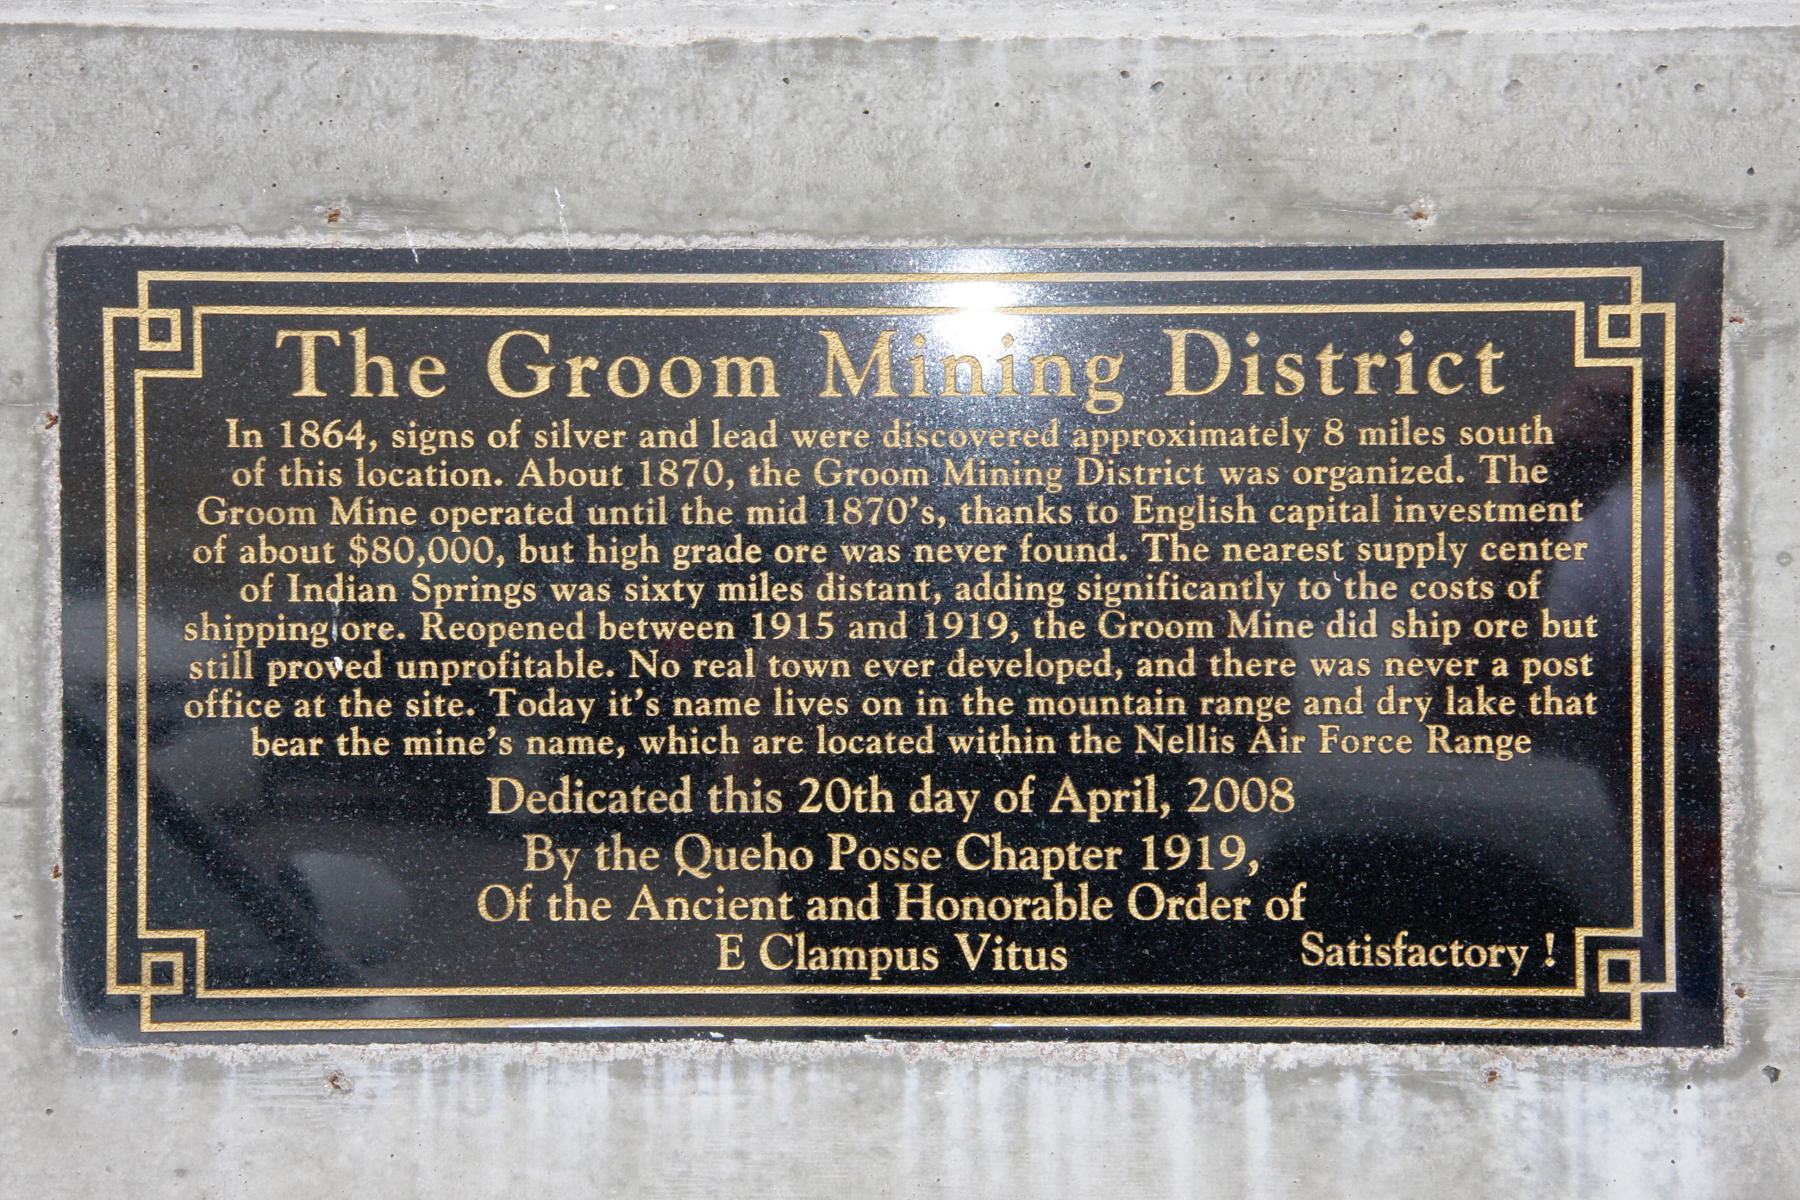 The Groom Mining District
In 1864, signs of silver and lead were discovered approximately 8 miles south
of this location. About 1870, the Groom Mining District was organized. The
Groom Mine operated until the mid 1870's, thanks to English capital investment
of about $80,000, but high grade ore was never found. The nearest supply center
of Indian Springs was sixty miles distant, adding significantly to the costs of
shipping ore. Reopened between 1915 and 1919, the Groom Mine did ship ore but
still proved unprofitable. No real town ever developed, and there was never a post
office at the site. Today it's name lives on in the mountain range and dry lake that
bear the mine's name, which are located within the Nellis Air Force Range
Dedicated this 20th day of April, 2008
By the Queho Posse Chapter 1919,
Of the Ancient and Honorable Order of
E Clampus Vitus
Satisfactory !